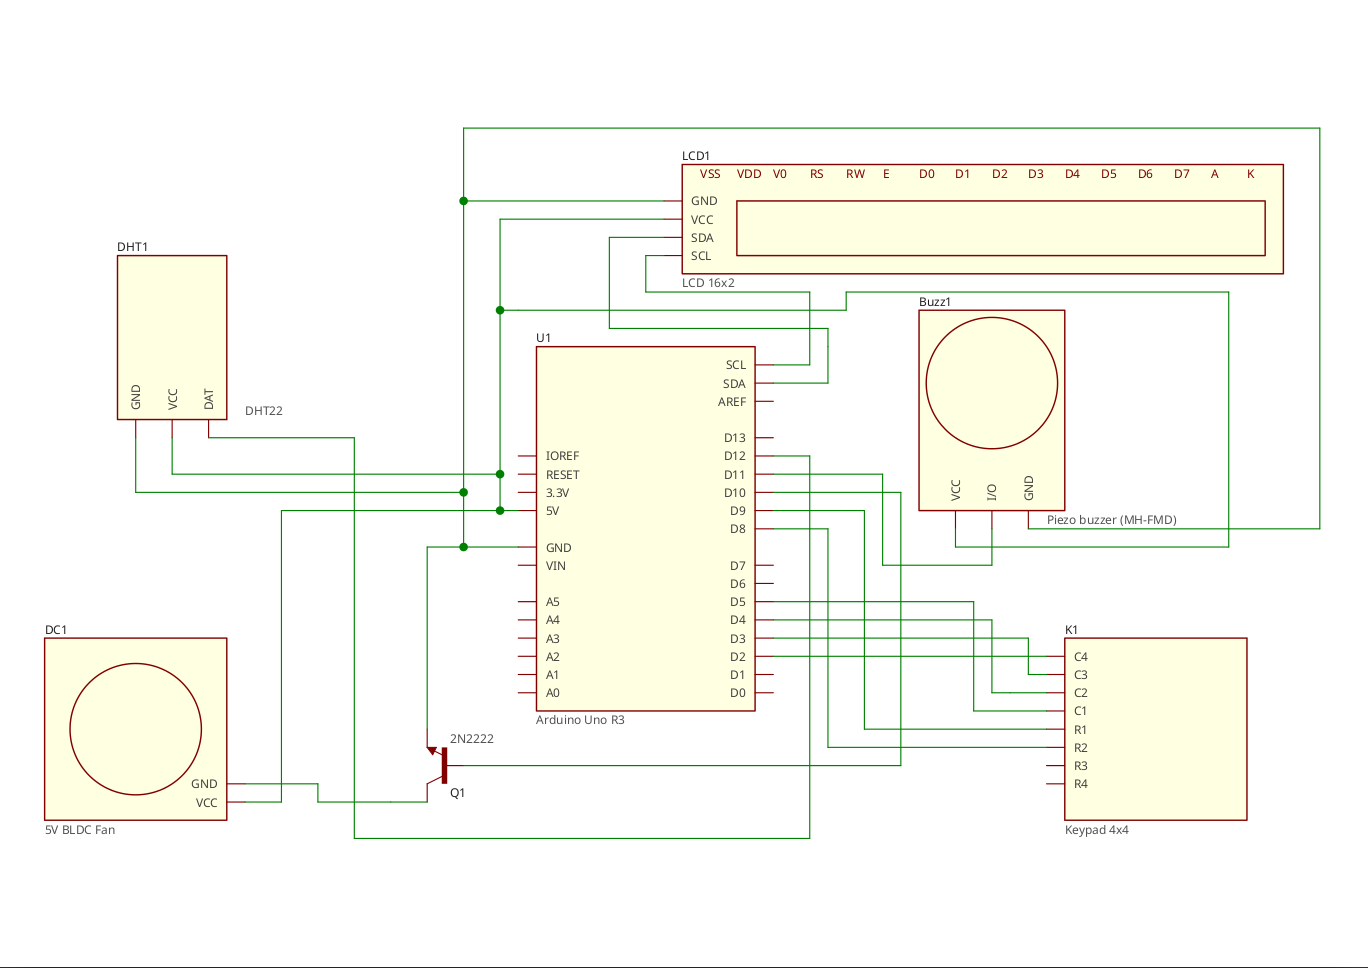 LCD1
VSS VDD V0 RS RW E D0 D1 D2 D3 D4 D5 D6 D7 A K
GND
VCC
SDA
SCL
LCD 16x2
DHT1
GND VCC DAT
DHT22
Buzz1
VCC I/O GND
Piezo buzzer (MH-FMD)
U1
IOREF
RESET
3.3V
5V
GND
VIN
A5
A4
A3
A2
A1
A0
SCL
SDA
AREF
D13
D12
D11
D10
D9
D8
D7
D6
D5
D4
D3
D2
D1
D0
Arduino Uno R3
DC1
GND
VCC
5V BLDC Fan
2N2222
Q1
K1
C4
C3
C2
C1
R1
R2
R3
R4
Keypad 4x4